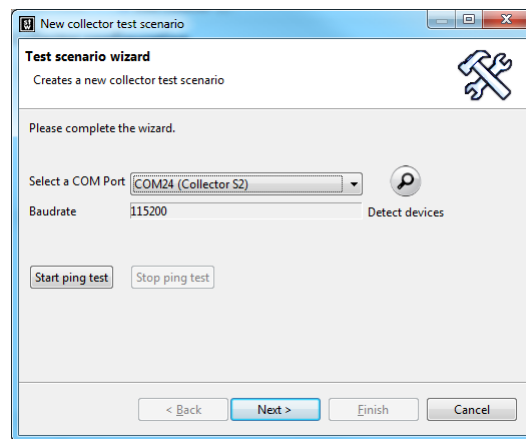 New collector test scenario
Test scenario wizard
Creates a new collector test scenario
Please complete the wizard.
Select a COM Port COM24 (Collector S2)
Baudrate 115200 Detect devices
Start ping test Stop ping test
< Back Next > Finish Cancel